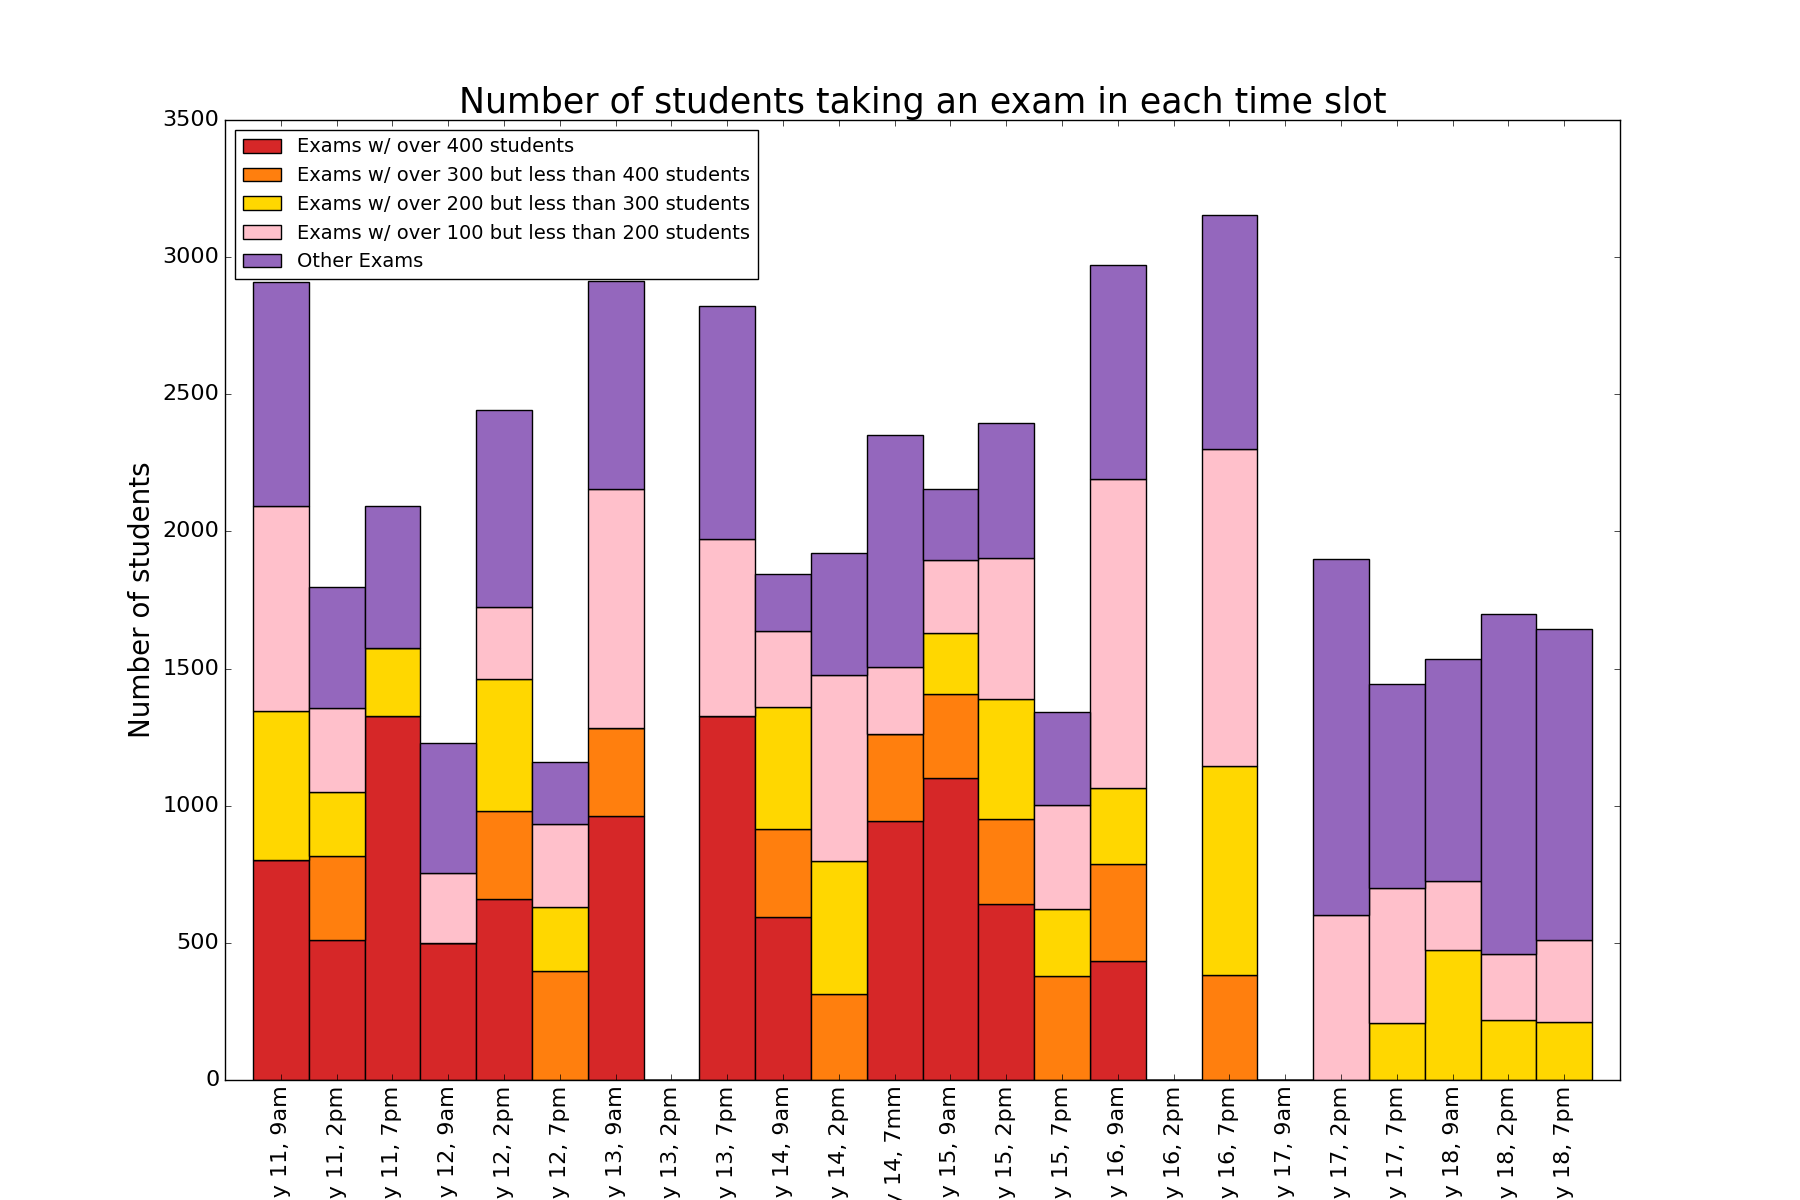 Number of students taking an exam in each time slot
Exams w/ over 400 students
Exams w/ over 300 but less than 400 students
Exams w/ over 200 but less than 300 students
Exams w/ over 100 but less than 200 students
Other Exams
3500
3000
2500
2000
1500
1000
500
0
Number of students
y 11, 9am
y 11, 2pm
y 11, 7pm
y 12, 9am
y 12, 2pm
y 12, 7pm
y 13, 9am
y 13, 2pm
y 13, 7pm
y 14, 9am
y 14, 2pm
y 14, 7mm
y 15, 9am
y 15, 2pm
y 15, 7pm
y 16, 9am
y 16, 2pm
y 16, 7pm
y 17, 9am
y 17, 2pm
y 17, 7pm
y 18, 9am
y 18, 2pm
y 18, 7pm